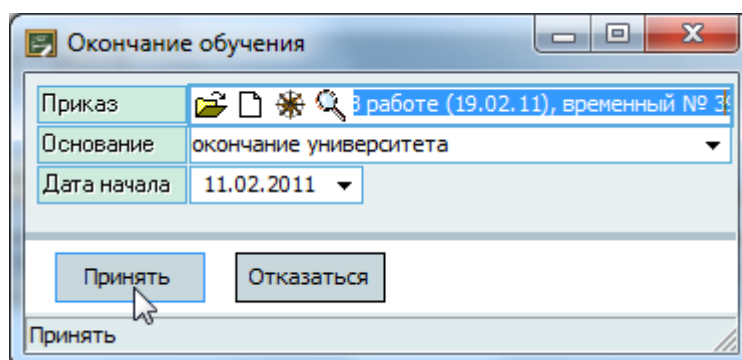 Окончание обучения
Приказ В работе (19.02.11), временный № 39
Основание окончание университета
Дата начала 11.02.2011
Принять Отказаться
Принять